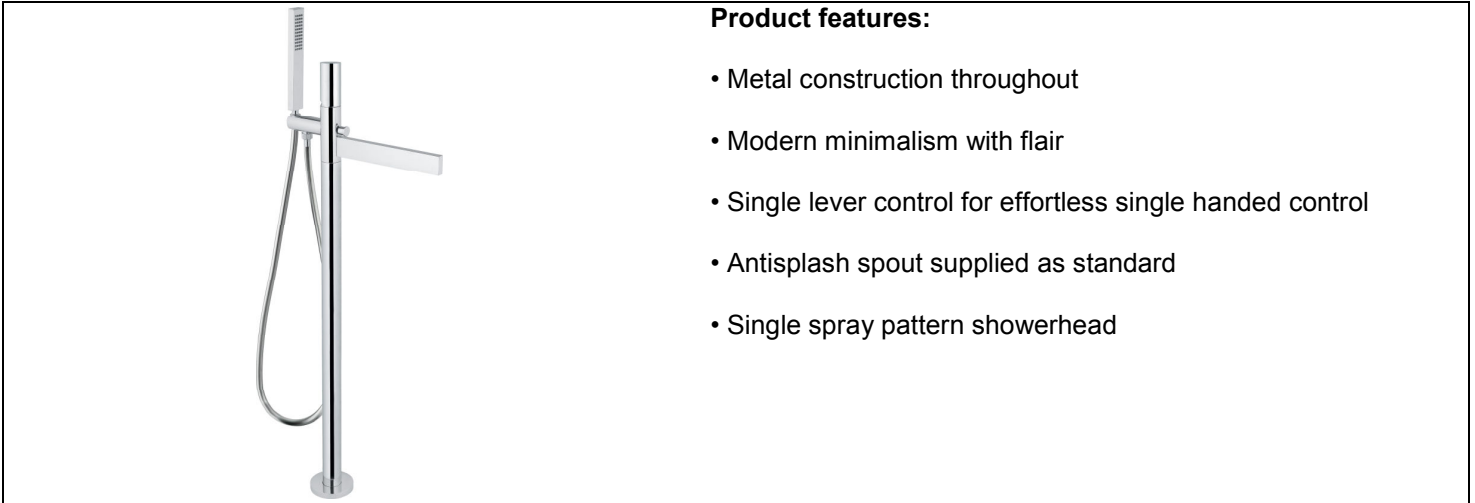 Product features:
• Metal construction throughout
• Modern minimalism with flair
• Single lever control for effortless single handed control
• Antisplash spout supplied as standard
• Single spray pattern showerhead